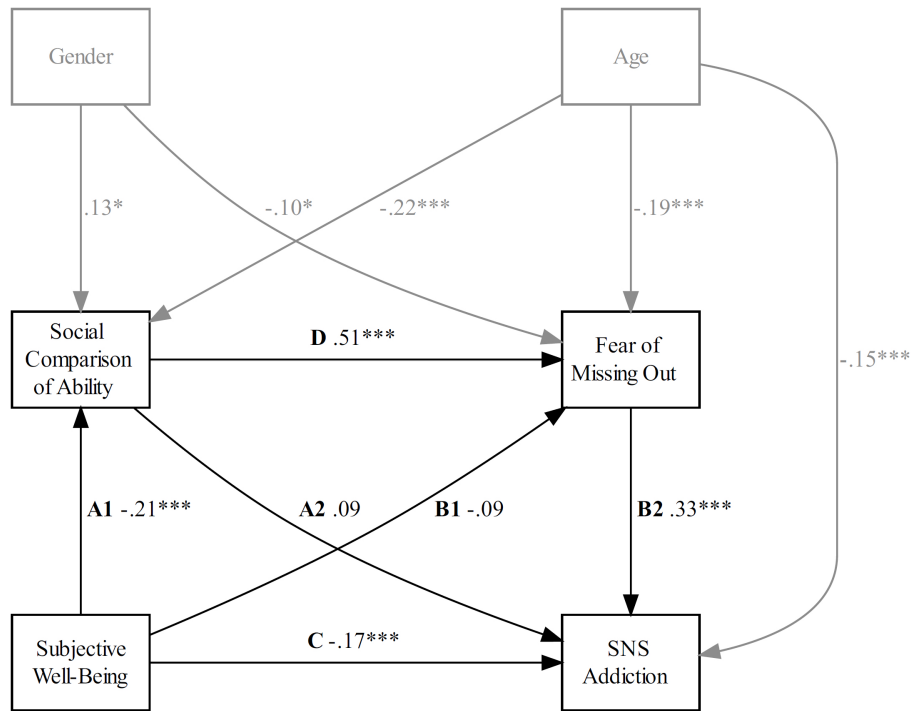 Gender
Age
.13*
-.10*
-.22***
-.19***
Social
Comparison
of Ability
D .51***
Fear of
Missing Out
-.15***
A1 -.21***
A2 .09
B1 -.09
B2 .33***
Subjective
Well-Being
C -.17***
SNS
Addiction